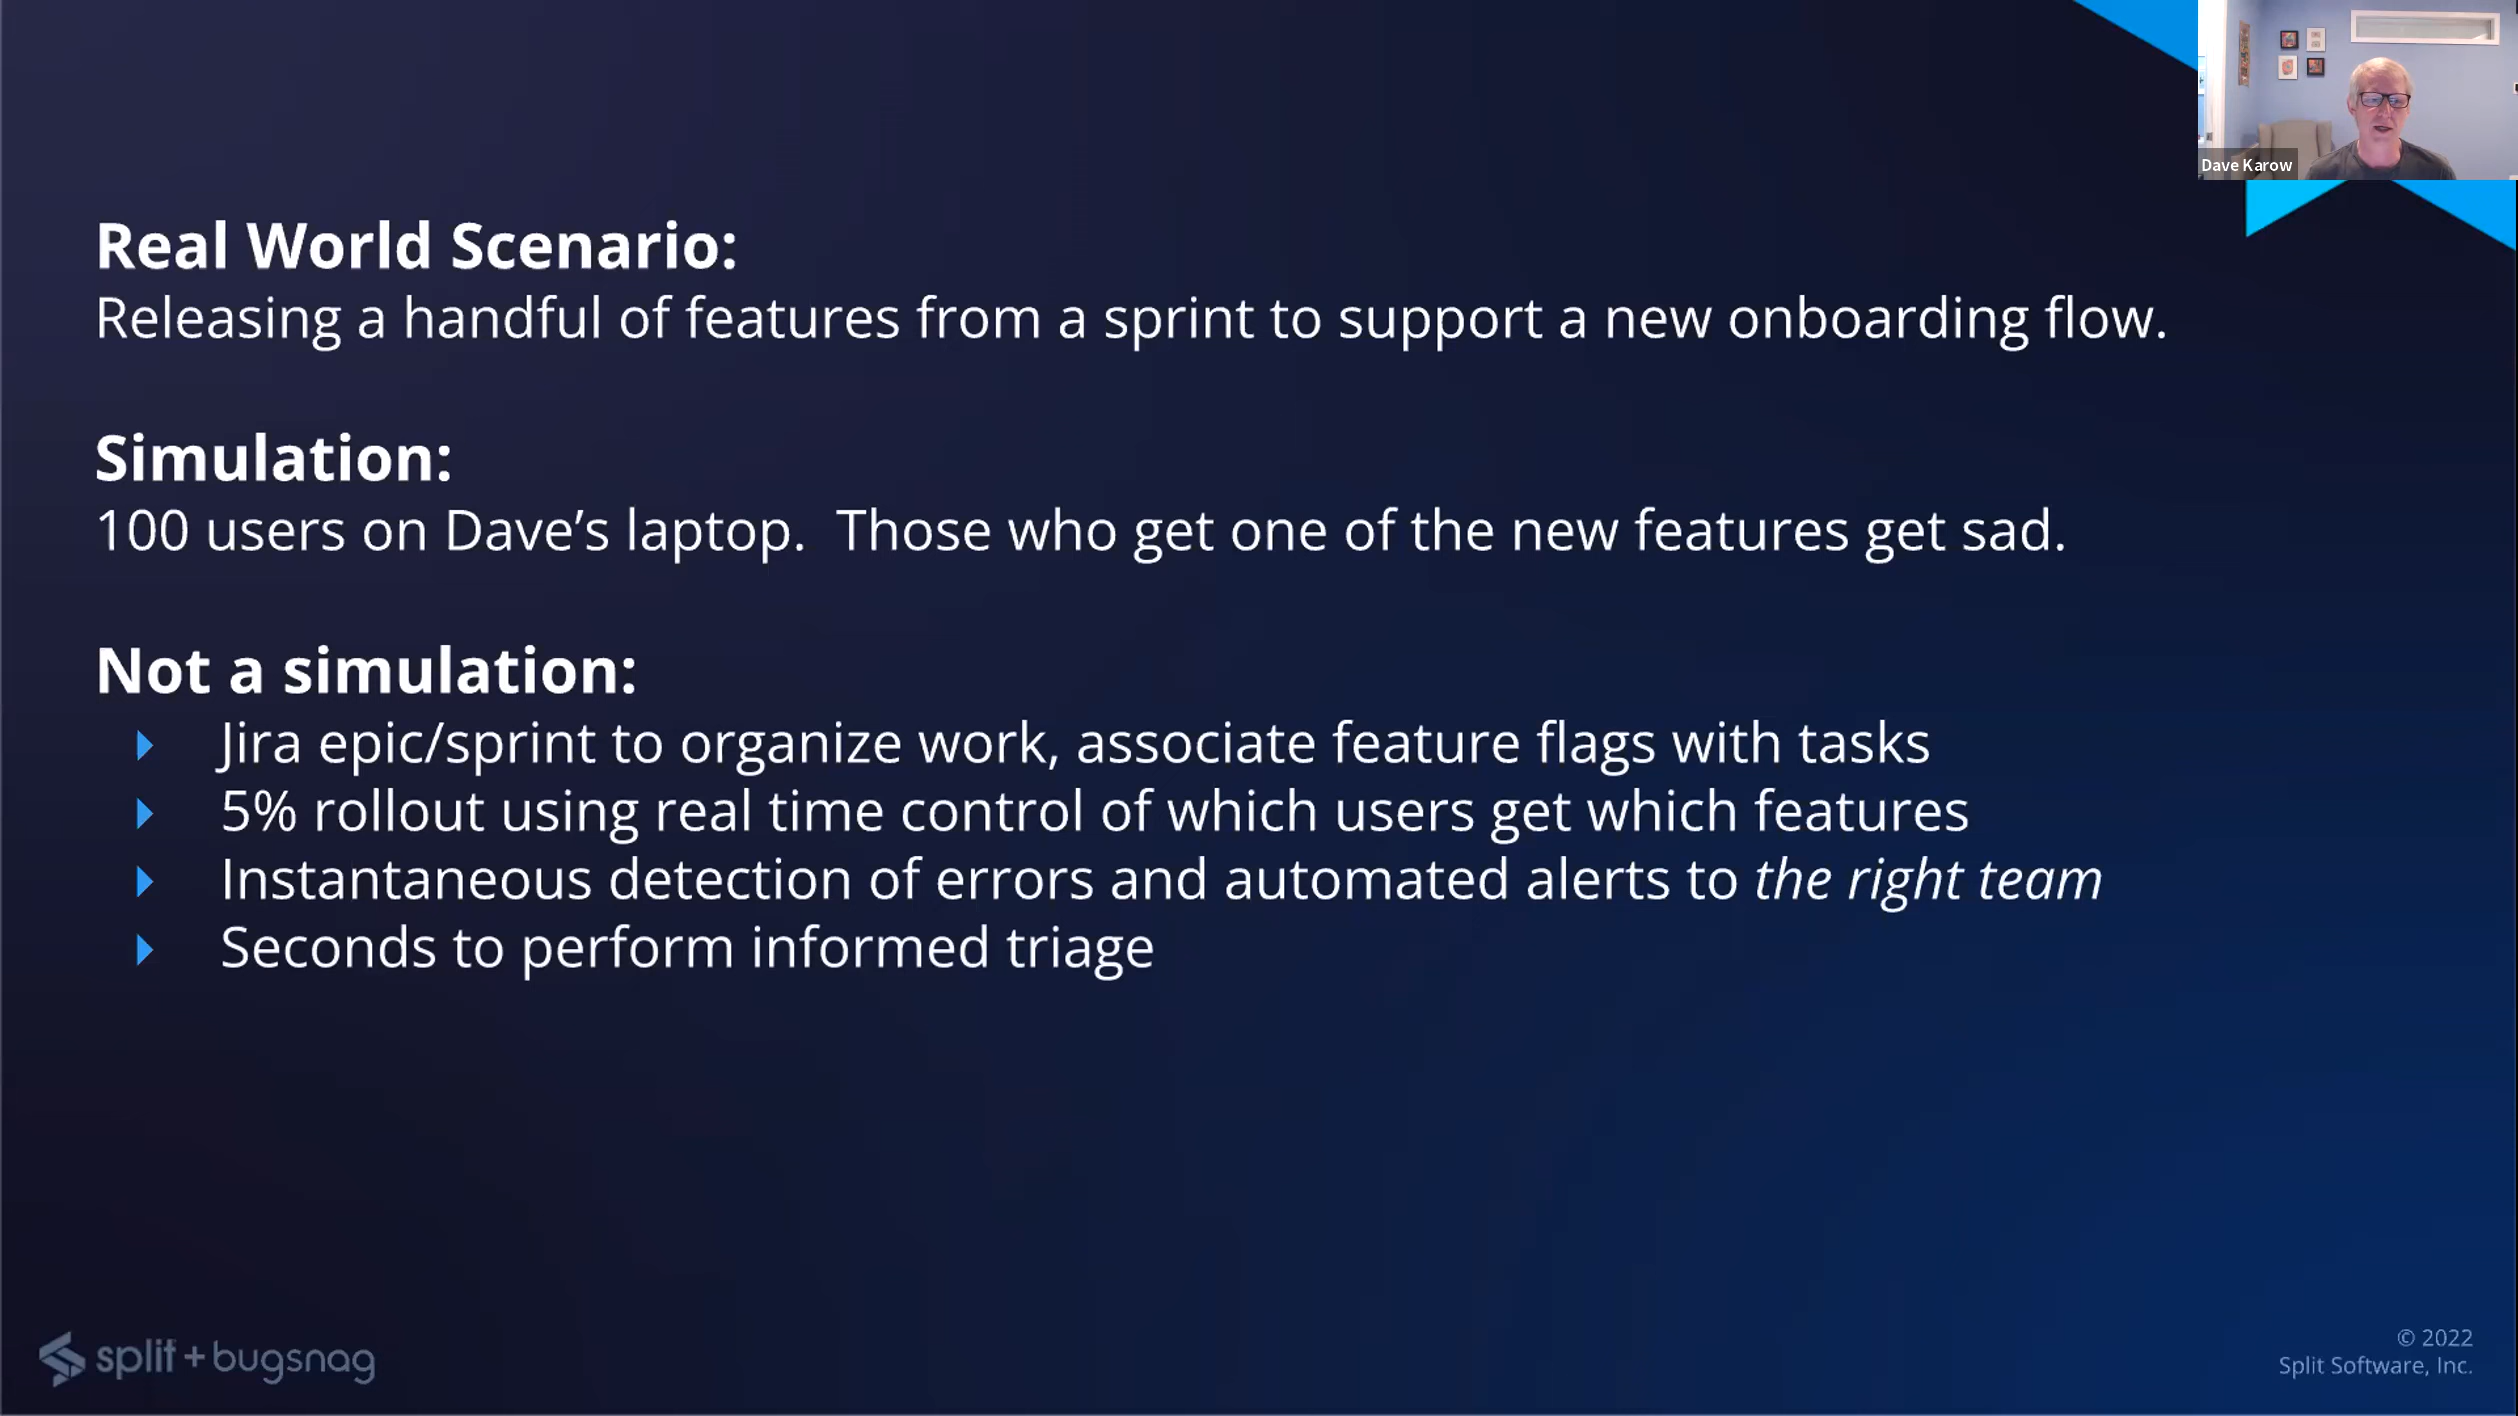 Dave Karow
Real World Scenario:
Releasing a handful of features from a sprint to support a new onboarding flow.
Simulation:
100 users on Dave’s laptop.  Those who get one of the new features get sad.
Not a simulation:
Jira epic/sprint to organize work, associate feature flags with tasks
5% rollout using real time control of which users get which features
Instantaneous detection of errors and automated alerts to the right team
Seconds to perform informed triage
split + bugsnag
© 2022
Split Software, Inc.